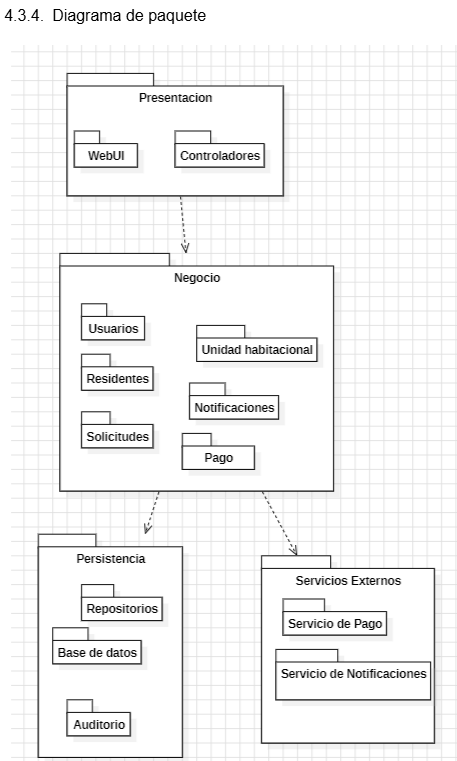 4.3.4. Diagrama de paquete
Presentacion
WebUI
Controladores
Negocio
Usuarios
Unidad habitacional
Residentes
Notificaciones
Solicitudes
Pago
Persistencia
Repositorios
Base de datos
Auditorio
Servicios Externos
Servicio de Pago
Servicio de Notificaciones